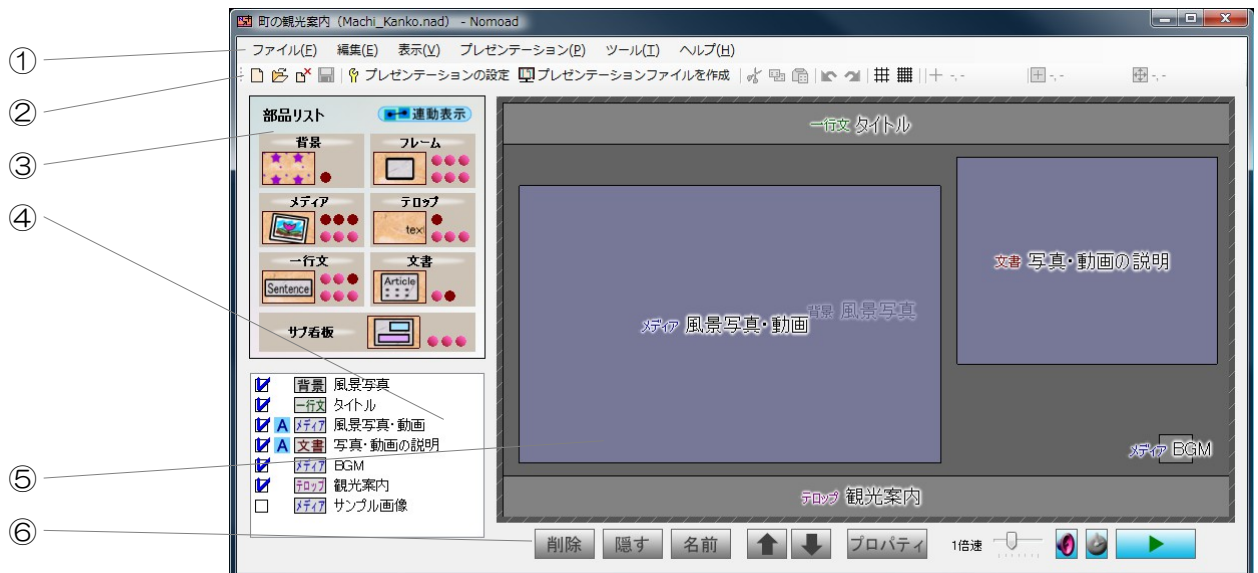 町の観光案内 (Machi_Kanko.nad) - Nomoad
① ファイル(F) 編集(E) 表示(V) プレゼンテーション(P) ツール(T) ヘルプ(H)
② プレゼンテーションの設定 プレゼンテーションファイルを作成 -,- -,- -,-
部品リスト 連動表示
③
背景 フレーム
メディア テロップ
text
一行文 文書
Sentence Article
サブ看板
④
背景 風景写真
一行文 タイトル
A メディア 風景写真・動画
A 文書 写真・動画の説明
メディア BGM
テロップ 観光案内
メディア サンプル画像
⑤
一行文 タイトル
メディア 風景写真・動画
背景 風景写真
文書 写真・動画の説明
メディア BGM
テロップ 観光案内
⑥
削除 隠す 名前 プロパティ 1倍速